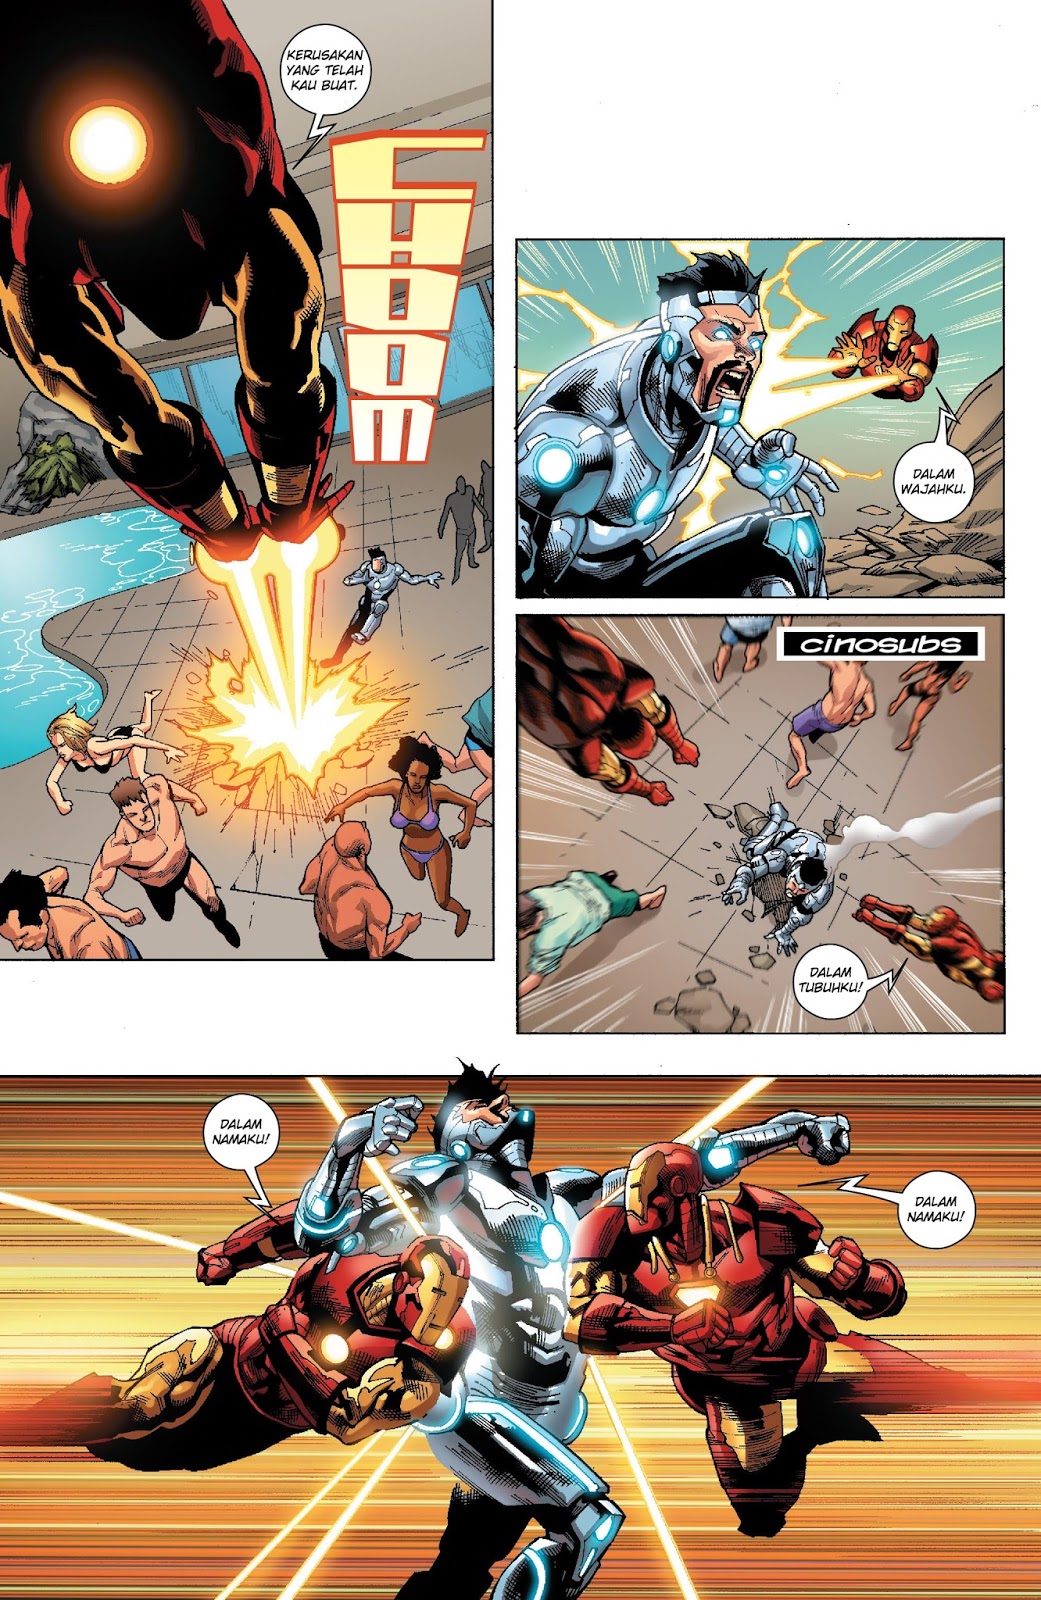 KERUSAKAN
YANG TELAH
KAU BUAT.
CHOOM
DALAM
WAJAHKU.
cinosubs
DALAM
TUBUHKU!
DALAM
NAMAKU!
DALAM
NAMAKU!